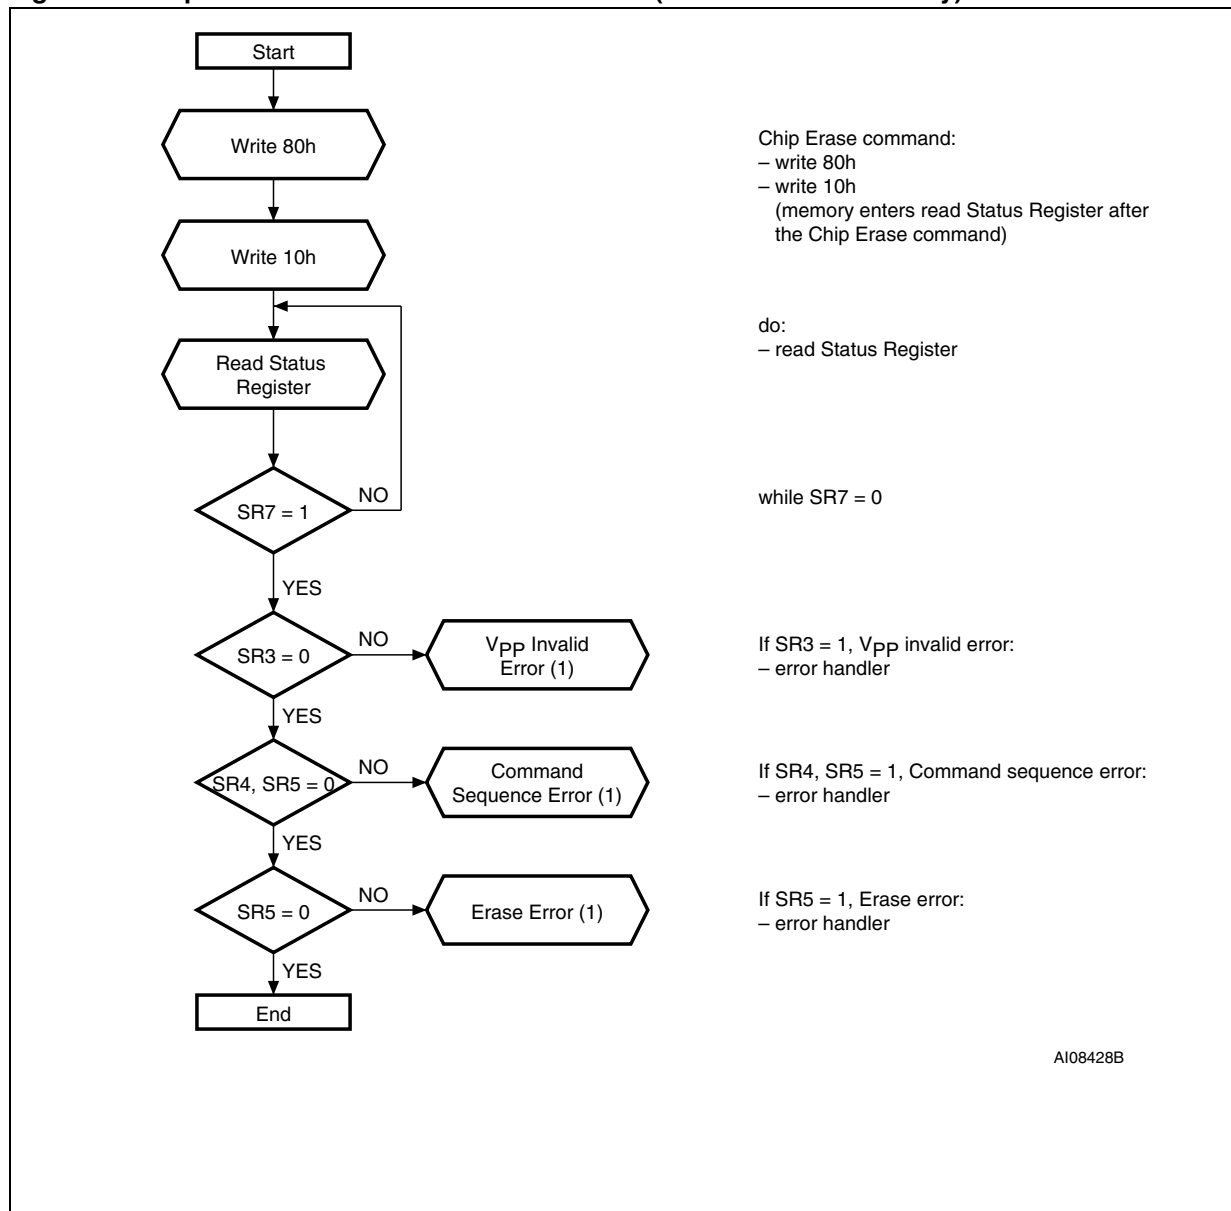 Start
Write 80h
Chip Erase command:
– write 80h
– write 10h
(memory enters read Status Register after
the Chip Erase command)
Write 10h
do:
– read Status Register
Read Status
Register
NO
SR7 = 1
while SR7 = 0
YES
NO
SR3 = 0
VPP Invalid
Error (1)
If SR3 = 1, VPP invalid error:
– error handler
YES
NO
SR4, SR5 = 0
Command
Sequence Error (1)
If SR4, SR5 = 1, Command sequence error:
– error handler
YES
NO
SR5 = 0
Erase Error (1)
If SR5 = 1, Erase error:
– error handler
YES
End
AI08428B